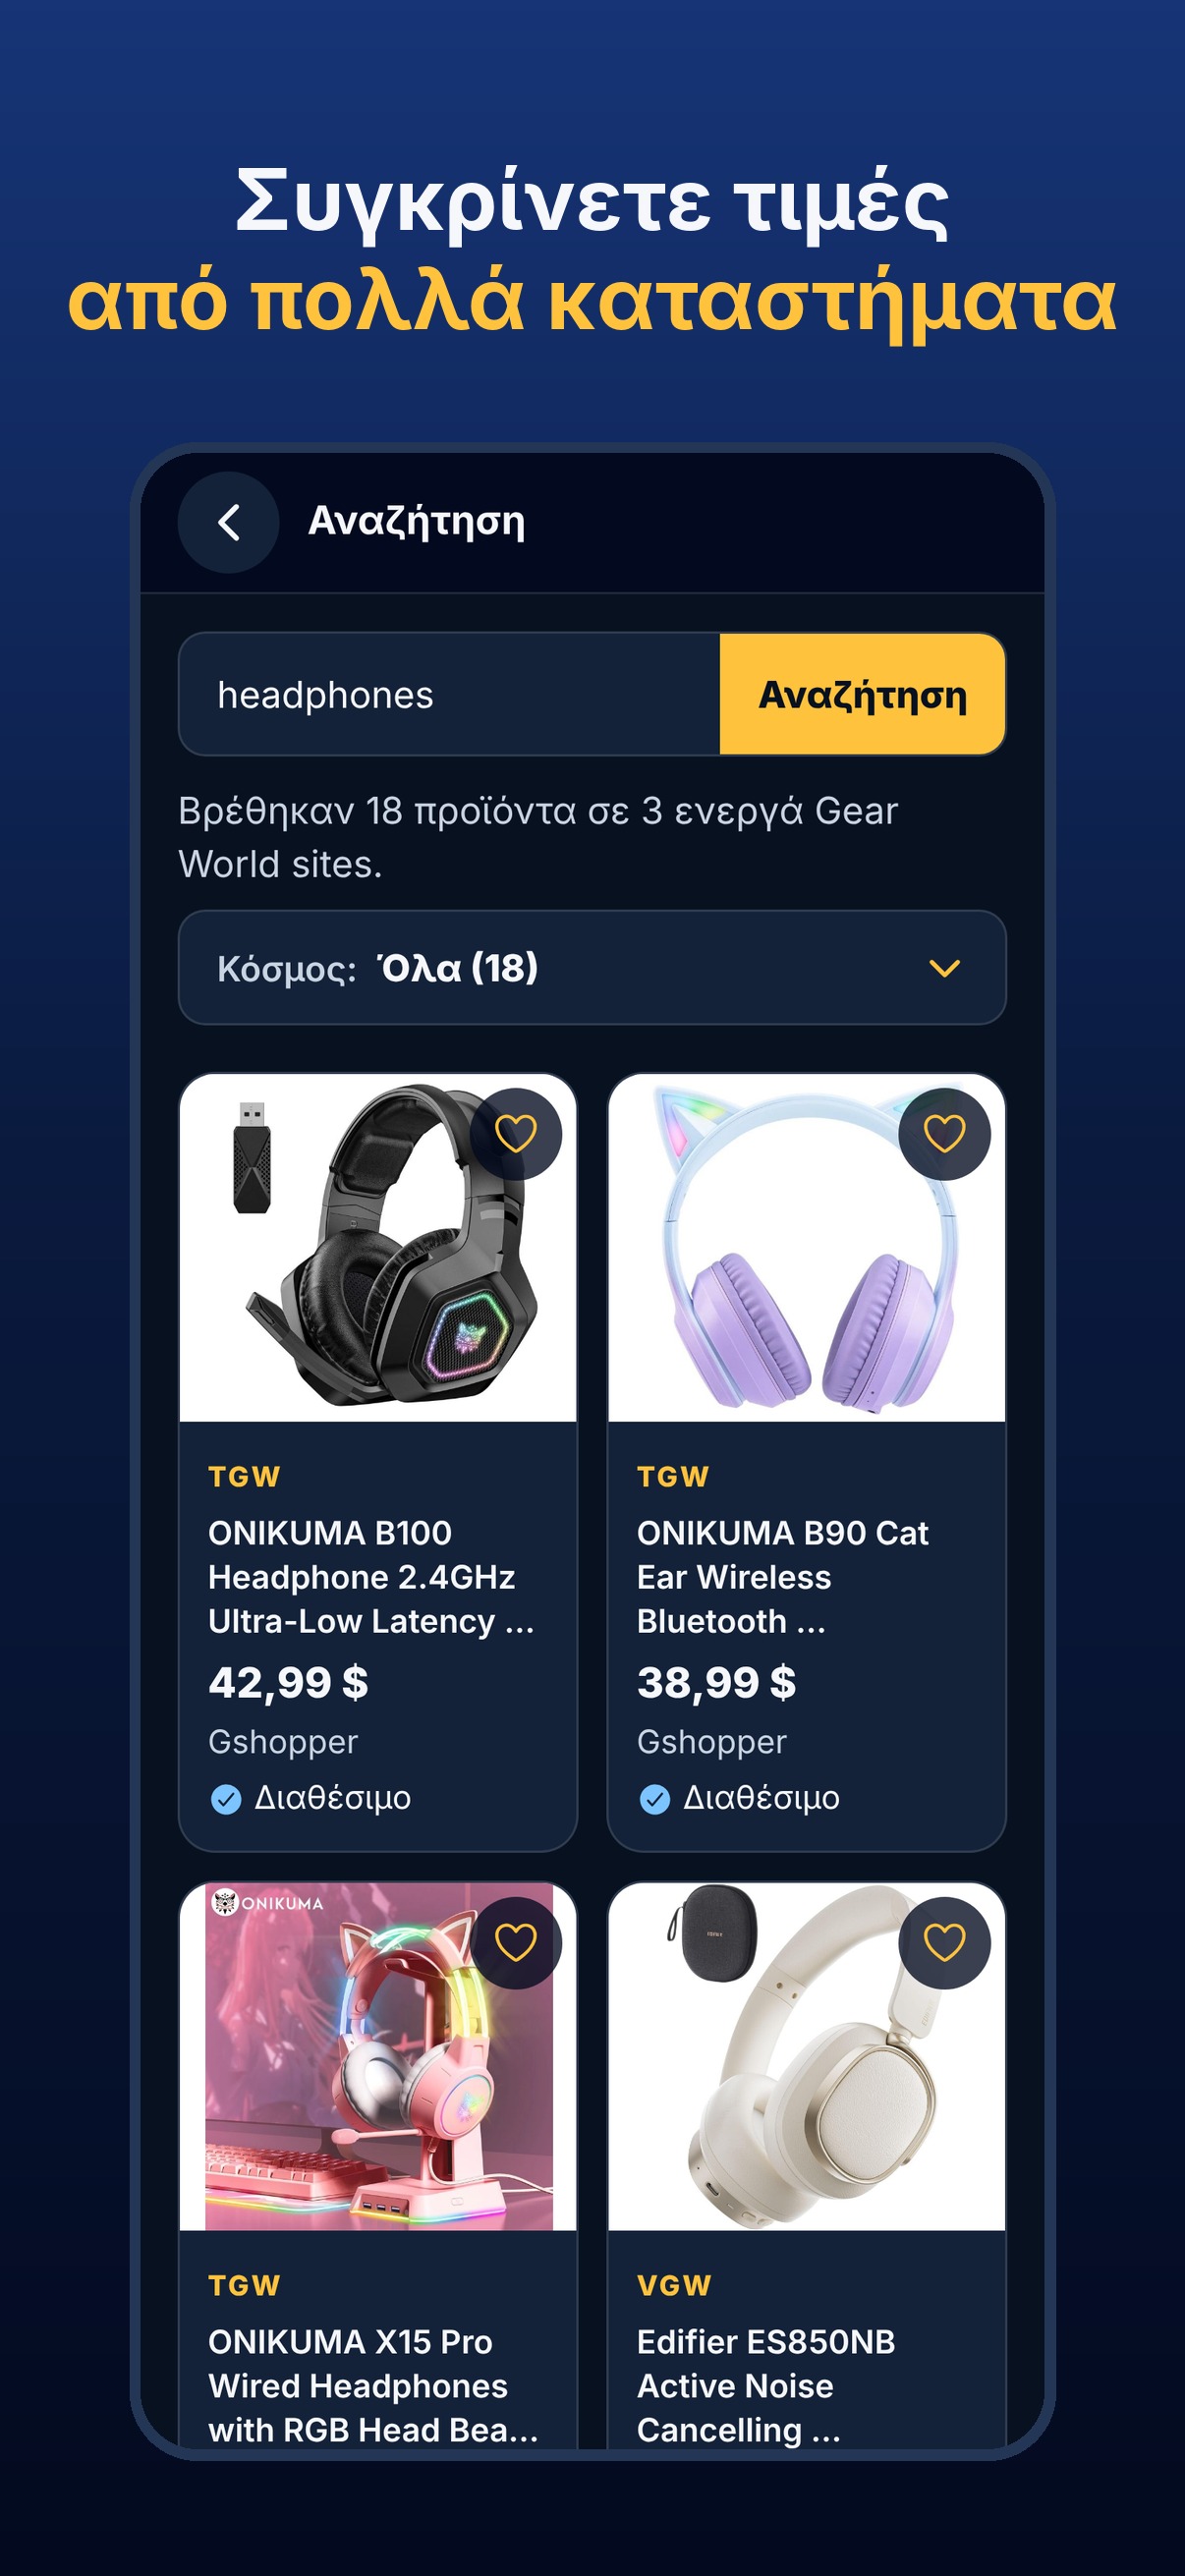 Συγκρίνετε τιμές
από πολλά καταστήματα
Αναζήτηση
headphones
Αναζήτηση
Βρέθηκαν 18 προϊόντα σε 3 ενεργά Gear
World sites.
Κόσμος: Όλα (18)
TGW
ONIKUMA B100
Headphone 2.4GHz
Ultra-Low Latency ...
42,99 $
Gshopper
Διαθέσιμο
TGW
ONIKUMA B90 Cat
Ear Wireless
Bluetooth ...
38,99 $
Gshopper
Διαθέσιμο
ONIKUMA
TGW
ONIKUMA X15 Pro
Wired Headphones
with RGB Head Bea...
VGW
Edifier ES850NB
Active Noise
Cancelling ...